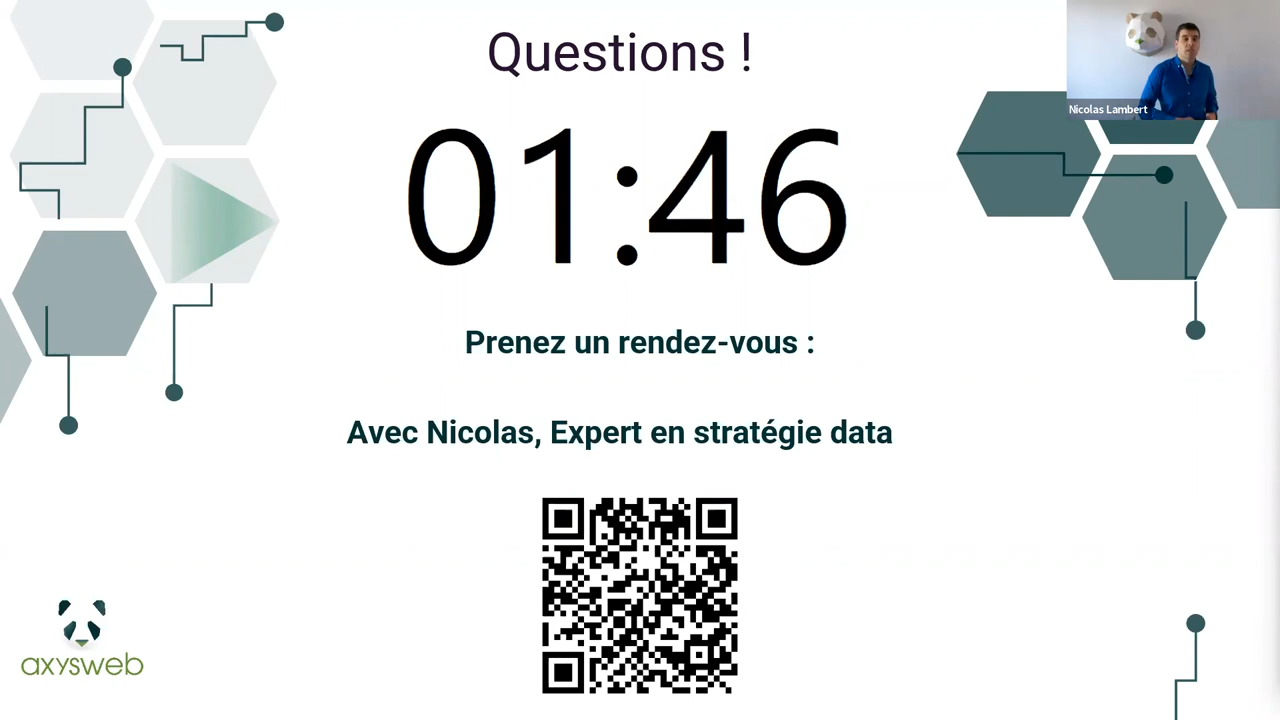 Questions !
Nicolas Lambert
01:46
Prenez un rendez-vous :
Avec Nicolas, Expert en stratégie data
axysweb